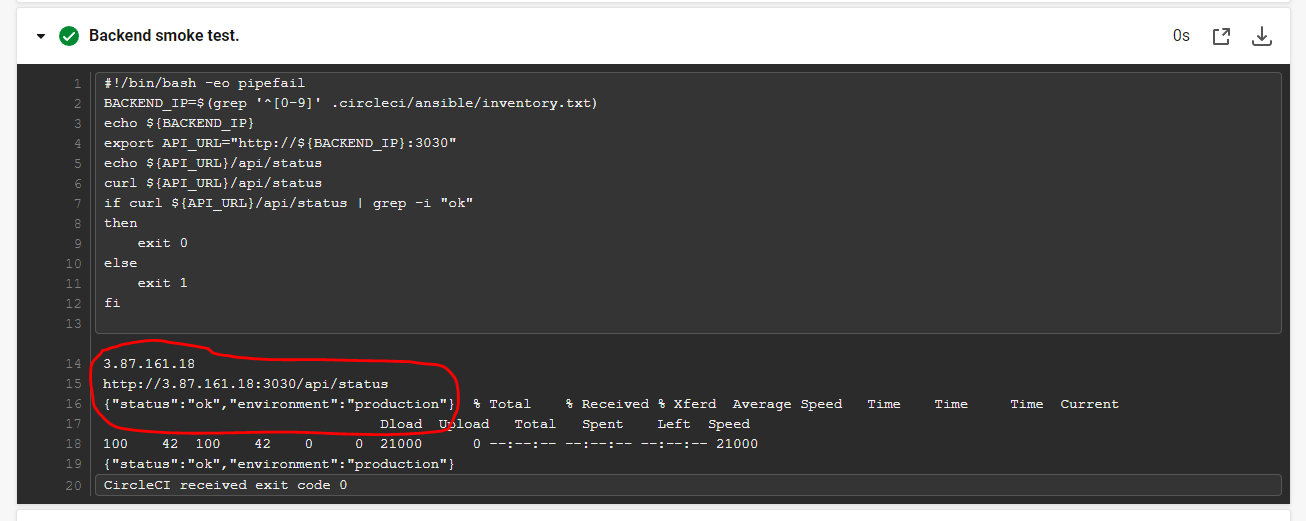 Backend smoke test.
0s
1 #!/bin/bash -eo pipefail
2 BACKEND_IP=$(grep '^[0-9]' .circleci/ansible/inventory.txt)
3 echo ${BACKEND_IP}
4 export API_URL="http://${BACKEND_IP}:3030"
5 echo ${API_URL}/api/status
6 curl ${API_URL}/api/status
7 if curl ${API_URL}/api/status | grep -i "ok"
8 then
9     exit 0
10 else
11     exit 1
12 fi
13
14 3.87.161.18
15 http://3.87.161.18:3030/api/status
16 {"status":"ok","environment":"production"}  % Total    % Received % Xferd  Average Speed   Time    Time     Time  Current
17                                  Dload  Upload   Total   Spent    Left  Speed
18 100    42  100    42    0     0  21000      0 --:--:-- --:--:-- --:--:-- 21000
19 {"status":"ok","environment":"production"}
20 CircleCI received exit code 0